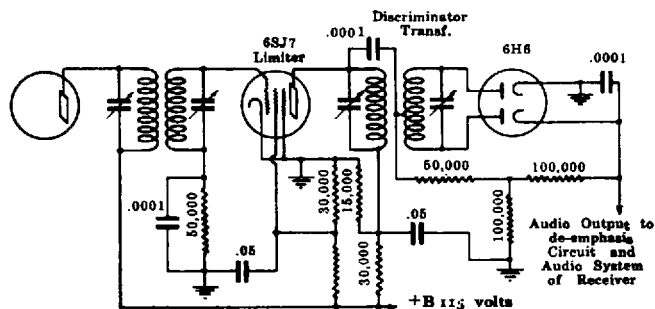 Discriminator
Transf.
.0001
6SJ7
Limiter
6H6
.0001
50,000
100,000
.0001
50,000
.05
30,000
15,000
.05
100,000
30,000
Audio Output to
de-emphasis
Circuit and
Audio System
of Receiver
+B 115 volts